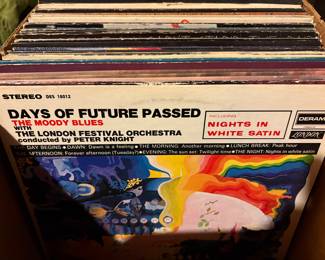 STEREO DES 18012
DAYS OF FUTURE PASSED
THE MOODY BLUES
WITH
THE LONDON FESTIVAL ORCHESTRA
conducted by PETER KNIGHT
INCLUDING
NIGHTS IN
WHITE SATIN
DERAM
LONDON
DAY BEGINS • DAWN: Dawn is a feeling • THE MORNING: Another morning • LUNCH BREAK: Peak hour
AFTERNOON: Forever afternoon (Tuesday?) • EVENING: The sun set: Twilight time • THE NIGHT: Nights in white satin